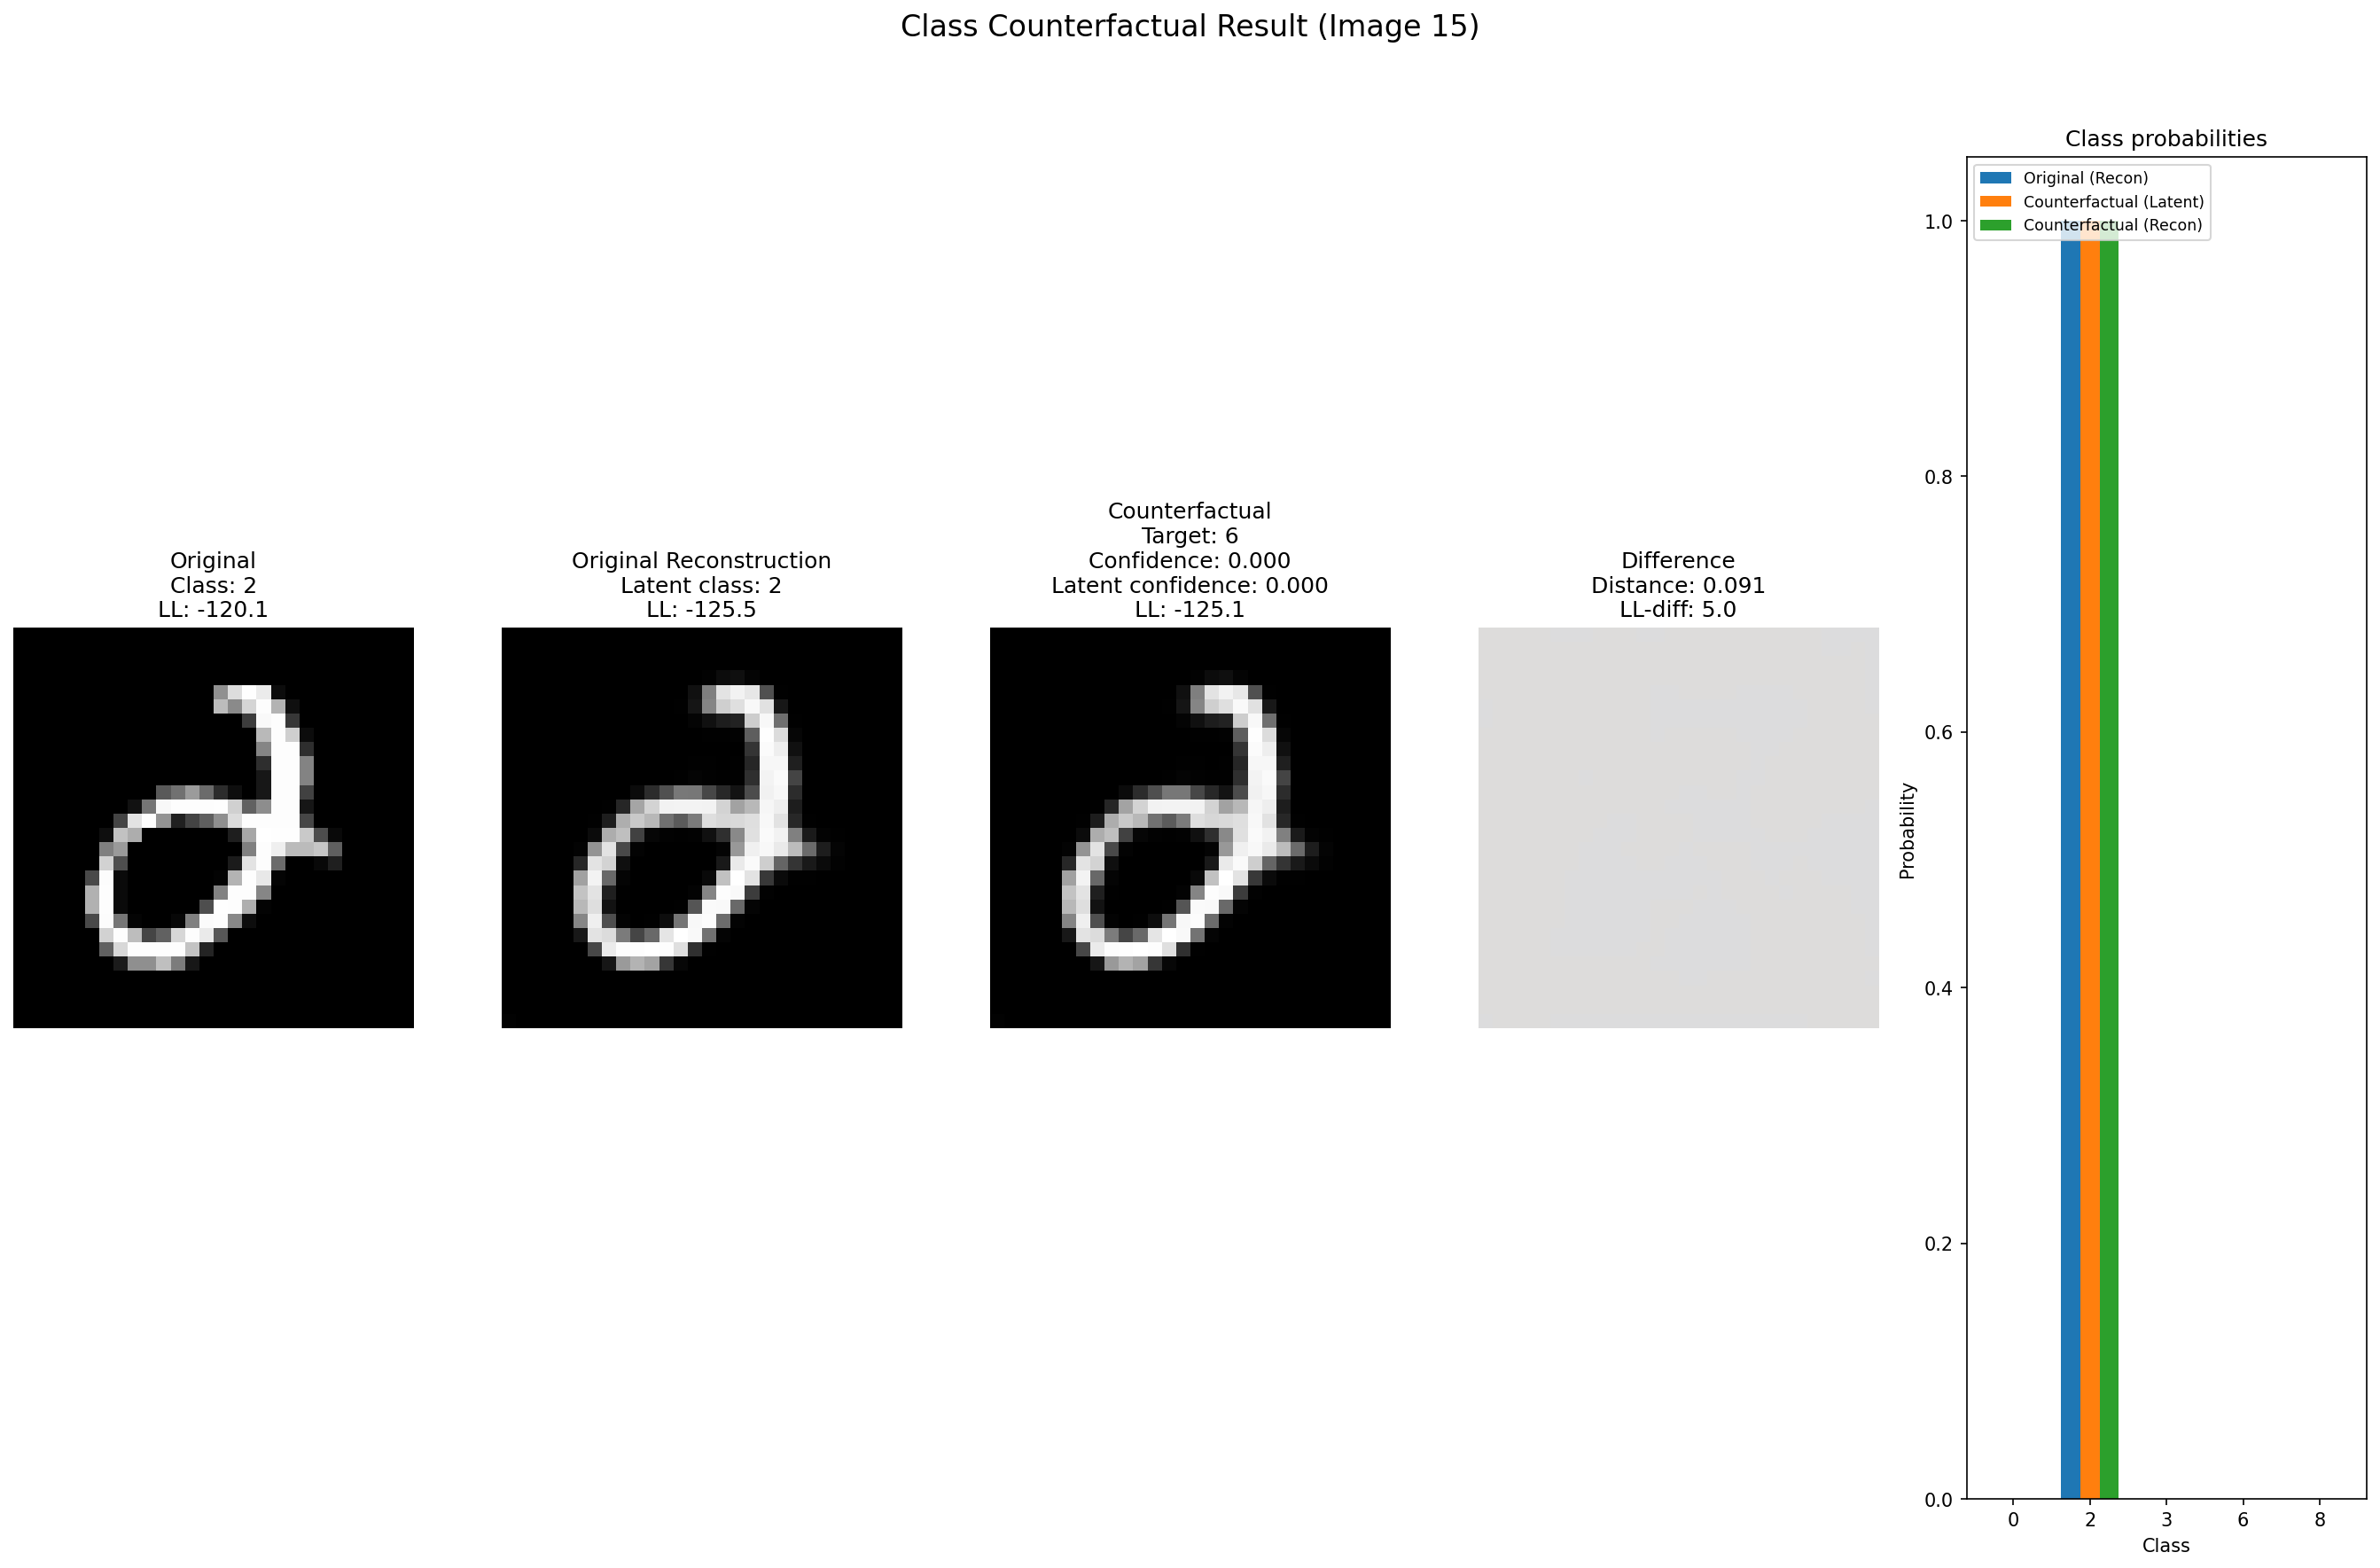 Class Counterfactual Result (Image 15)
Original
Class: 2
LL: -120.1
Original Reconstruction
Latent class: 2
LL: -125.5
Counterfactual
Target: 6
Confidence: 0.000
Latent confidence: 0.000
LL: -125.1
Difference
Distance: 0.091
LL-diff: 5.0
Class probabilities
Original (Recon)
Counterfactual (Latent)
Counterfactual (Recon)
1.0
0.8
0.6
0.4
0.2
0.0
Probability
0 2 3 6 8
Class
2